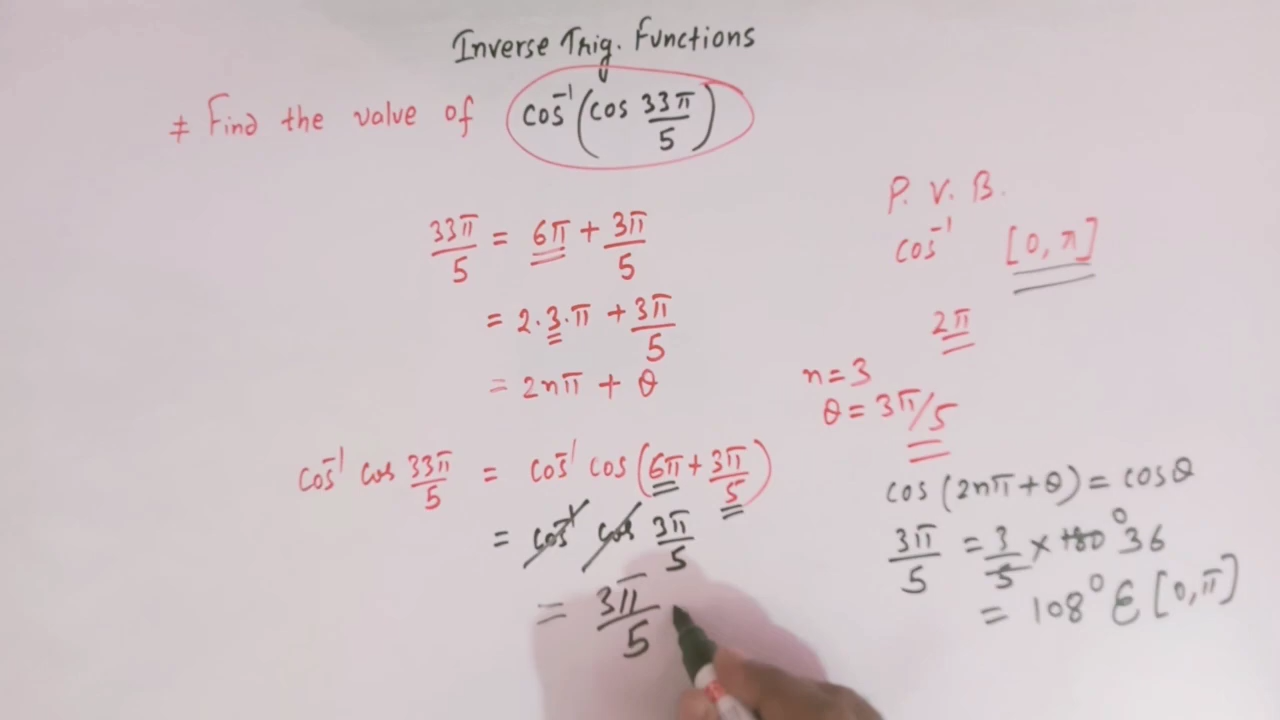 Inverse Trig. Functions
# Find the value of cos⁻¹(cos 33π/5)
33π/5 = 6π + 3π/5
= 2·3·π + 3π/5
= 2nπ + θ
cos⁻¹ cos 33π/5 = cos⁻¹ cos (6π + 3π/5)
= cos⁻¹ cos 3π/5
= 3π/5
P. V. B.
cos⁻¹ [0, π]
2π
n = 3
θ = 3π/5
cos (2nπ + θ) = cos θ
3π/5 = 3/5 × 180° 36
= 108° ∈ [0, π]